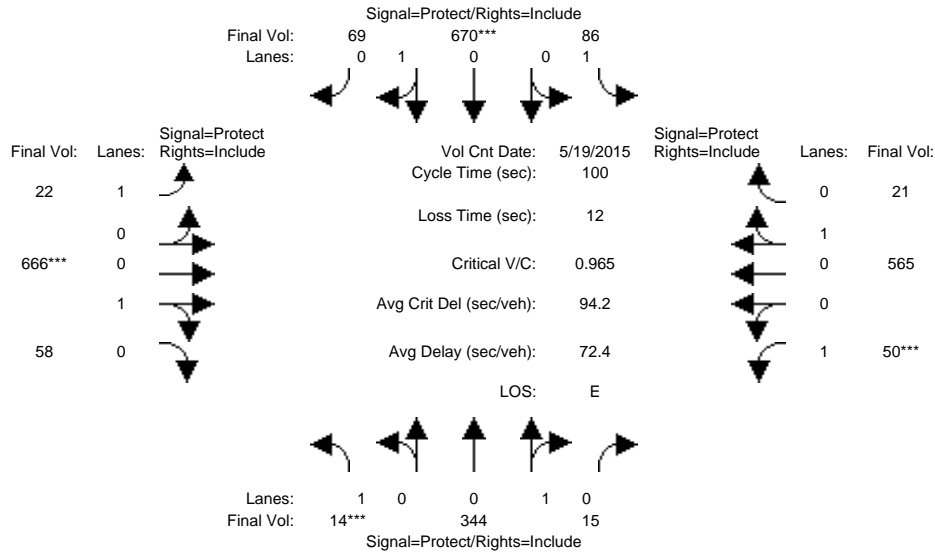 Signal=Protect/Rights=Include
Final Vol: 69 670*** 86
Lanes: 0 1 0 0 1
Signal=Protect
Final Vol: Lanes: Rights=Include
Vol Cnt Date: 5/19/2015
Signal=Protect
Rights=Include Lanes: Final Vol:
Cycle Time (sec): 100
22 1
0 21
Loss Time (sec): 12
0
1
666*** 0
Critical V/C: 0.965
0 565
1
Avg Crit Del (sec/veh): 94.2
0
58 0
Avg Delay (sec/veh): 72.4
1 50***
LOS: E
Lanes: 1 0 0 1 0
Final Vol: 14*** 344 15
Signal=Protect/Rights=Include